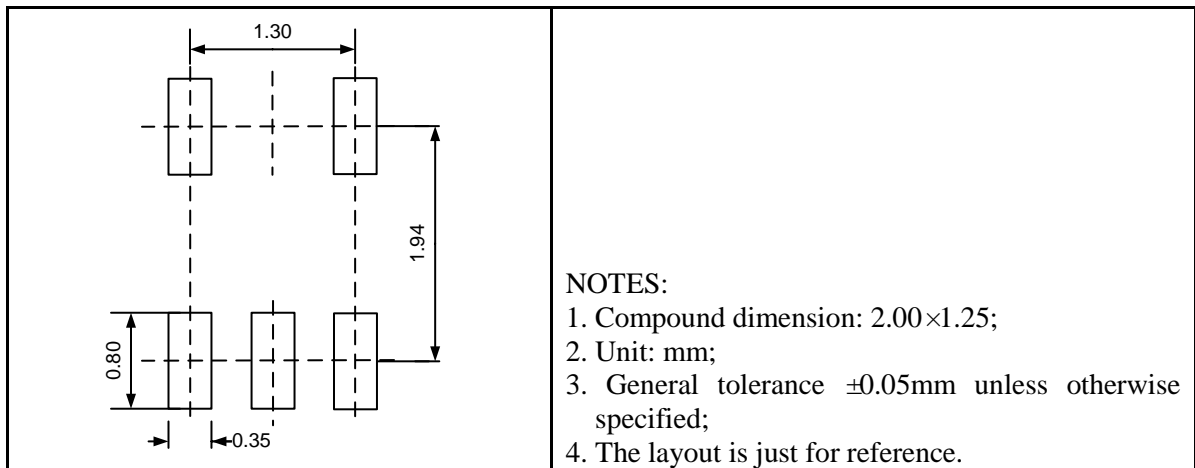 1.30
1.94
0.80
0.35
NOTES:
1. Compound dimension: 2.00×1.25;
2. Unit: mm;
3. General tolerance ±0.05mm unless otherwise
specified;
4. The layout is just for reference.